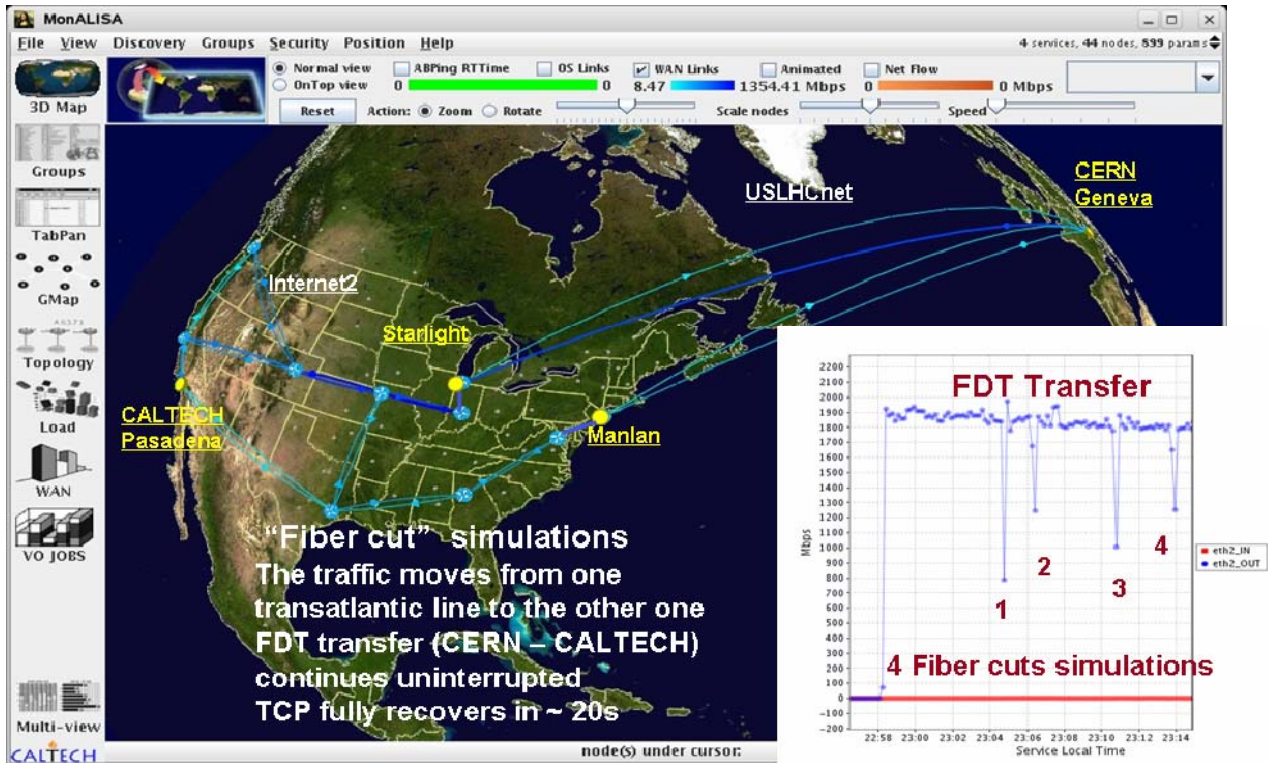 MonALISA
File View Discovery Groups Security Position Help
4 services, 44 nodes, 899 params
Normal view
OnTop view
ABPing RTTime
OS Links
WAN Links
Animated
Net Flow
0 0
8.47 1354.41 Mbps
0 0 Mbps
Reset
Action: Zoom Rotate
Scale nodes
Speed
3D Map
Groups
TabPan
GMap
Topology
Load
WAN
VO JOBS
Multi-view
CALTECH
USLHCnet
CERN
Geneva
Internet2
Starlight
CALTECH
Pasadena
Manlan
"Fiber cut" simulations
The traffic moves from one
transatlantic line to the other one
FDT transfer (CERN – CALTECH)
continues uninterrupted
TCP fully recovers in ~ 20s
node(s) under cursor:
FDT Transfer
2200
2100
2000
1900
1800
1700
1600
1500
1400
1300
1200
1100
1000
900
800
700
600
500
400
300
200
100
0
-100
-200
Mbps
1
2
3
4
4 Fiber cuts simulations
22:58 23:00 23:02 23:04 23:06 23:08 23:10 23:12 23:14
Service Local Time
eth2_IN
eth2_OUT